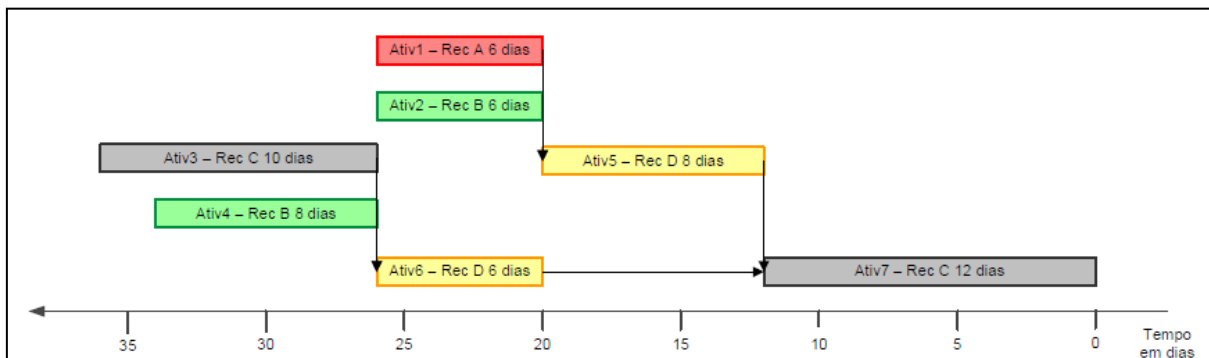 Ativ1 – Rec A 6 dias
Ativ2 – Rec B 6 dias
Ativ3 – Rec C 10 dias
Ativ5 – Rec D 8 dias
Ativ4 – Rec B 8 dias
Ativ6 – Rec D 6 dias
Ativ7 – Rec C 12 dias
35 30 25 20 15 10 5 0
Tempo
em dias